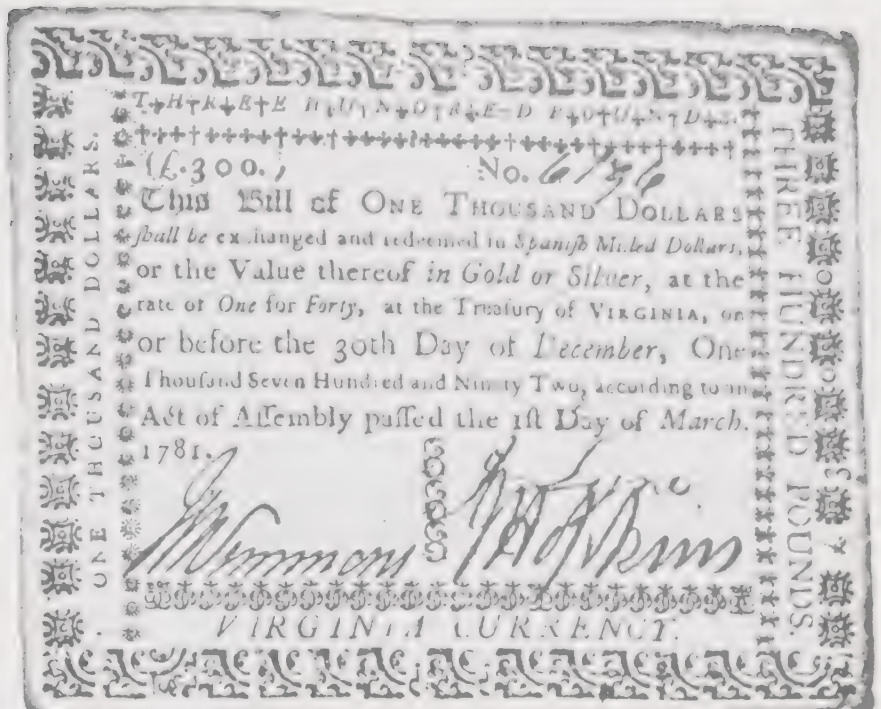 THREE HUNDRED POUNDS.
(£.300.)
No. 6756
This Bill of ONE THOUSAND DOLLARS
ſhall be exchanged and redeemed in Spaniſh Milled Dollars,
or the Value thereof in Gold or Silver, at the
rate of One for Forty, at the Treaſury of VIRGINIA, on
or before the 30th Day of December, One
Thouſand Seven Hundred and Ninety Two, according to an
Act of Aſſembly paſſed the 1ſt Day of March.
1781.
J Hopkins
VIRGINIA CURRENCY.
ONE THOUSAND DOLLARS.
THREE HUNDRED POUNDS.